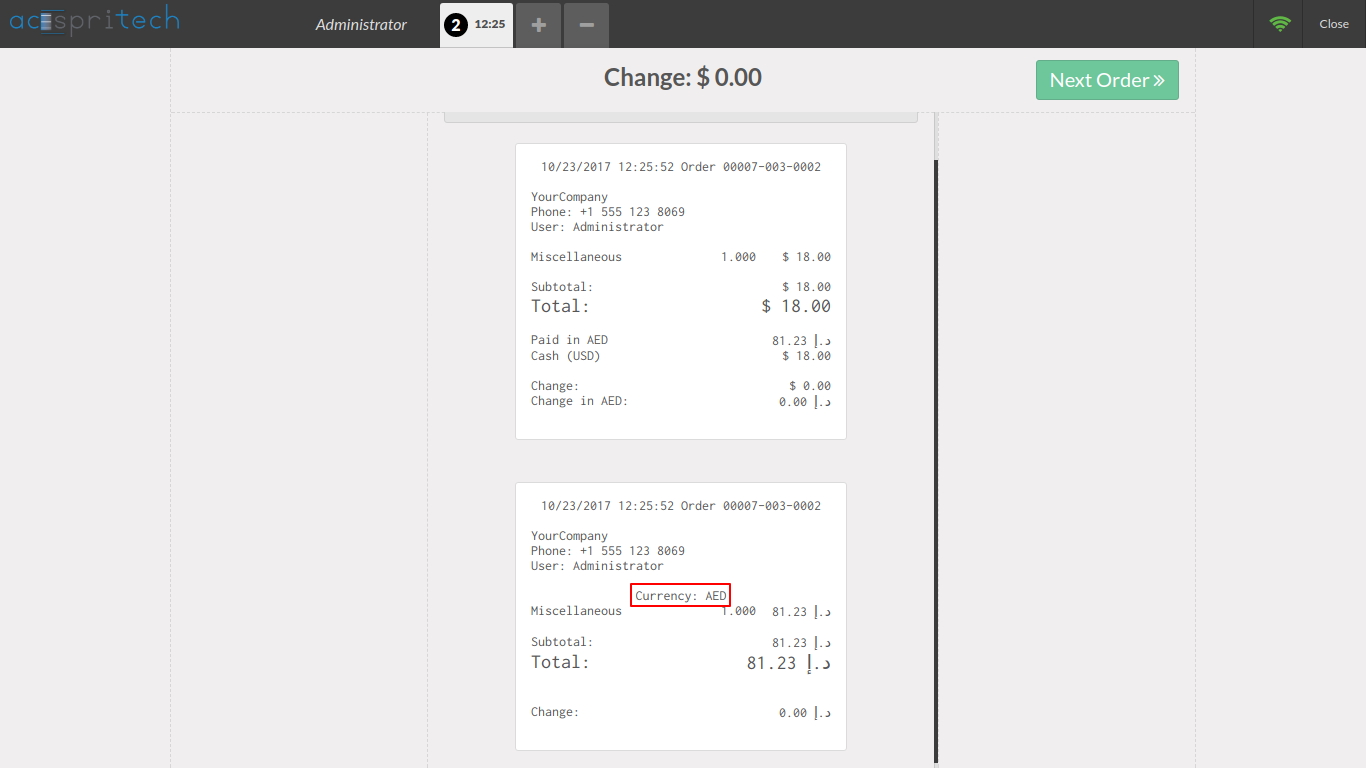 acespritech
Administrator
2 12:25 + −
Close
Change: $ 0.00
Next Order »
10/23/2017 12:25:52 Order 00007-003-0002
YourCompany
Phone: +1 555 123 8069
User: Administrator
Miscellaneous 1.000 $ 18.00
Subtotal: $ 18.00
Total: $ 18.00
Paid in AED 81.23 د.إ
Cash (USD) $ 18.00
Change: $ 0.00
Change in AED: 0.00 د.إ
10/23/2017 12:25:52 Order 00007-003-0002
YourCompany
Phone: +1 555 123 8069
User: Administrator
Currency: AED
Miscellaneous 1.000 81.23 د.إ
Subtotal: 81.23 د.إ
Total: 81.23 د.إ
Change: 0.00 د.إ